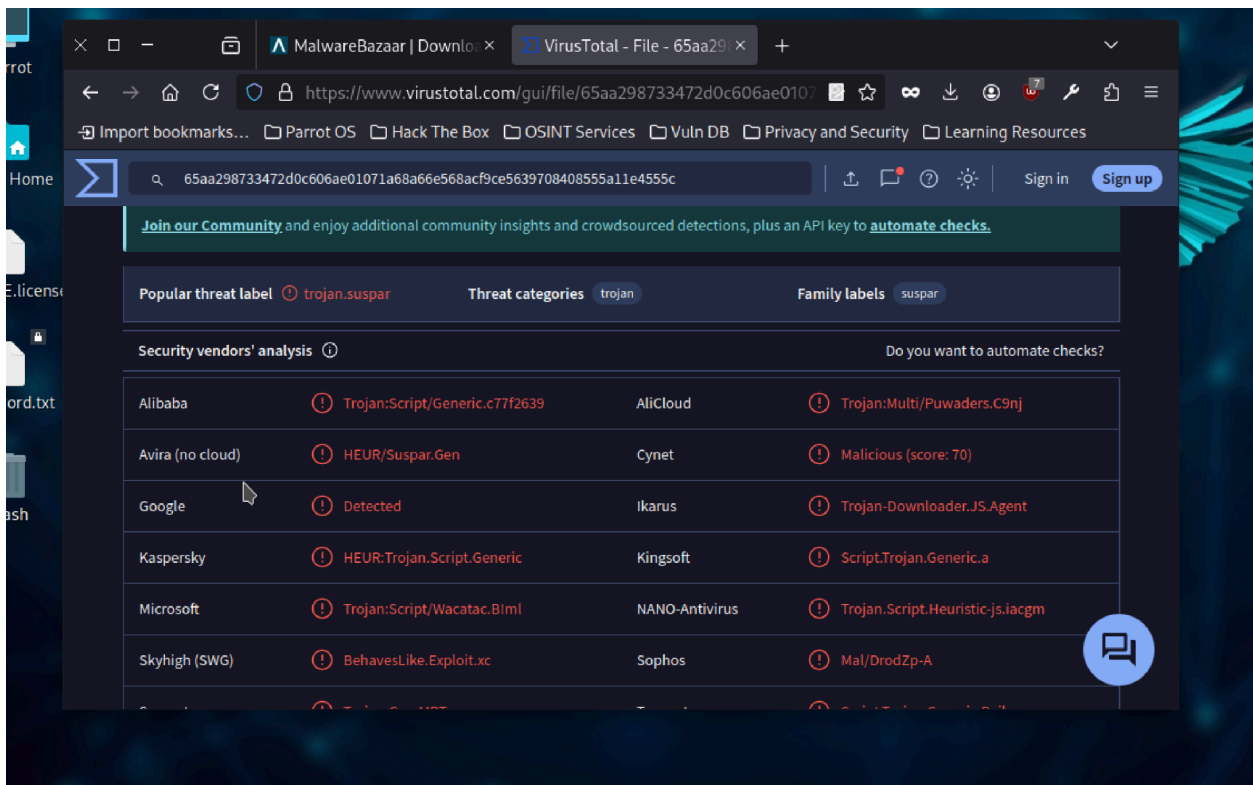 MalwareBazaar | Downloa
VirusTotal - File - 65aa298
https://www.virustotal.com/gui/file/65aa298733472d0c606ae0107
7
Import bookmarks...
Parrot OS
Hack The Box
OSINT Services
Vuln DB
Privacy and Security
Learning Resources
65aa298733472d0c606ae01071a68a66e568acf9ce5639708408555a11e4555c
Sign in
Sign up
Join our Community and enjoy additional community insights and crowdsourced detections, plus an API key to automate checks.
Popular threat label trojan.suspar
Threat categories trojan
Family labels suspar
Security vendors' analysis
Do you want to automate checks?
Alibaba Trojan:Script/Generic.c77f2639
AliCloud Trojan:Multi/Puwaders.C9nj
Avira (no cloud) HEUR/Suspar.Gen
Cynet Malicious (score: 70)
Google Detected
Ikarus Trojan-Downloader.JS.Agent
Kaspersky HEUR:Trojan.Script.Generic
Kingsoft Script.Trojan.Generic.a
Microsoft Trojan:Script/Wacatac.B!ml
NANO-Antivirus Trojan.Script.Heuristic-js.iacgm
Skyhigh (SWG) BehavesLike.Exploit.xc
Sophos Mal/DrodZp-A
rrot
Home
E.license
ord.txt
ash